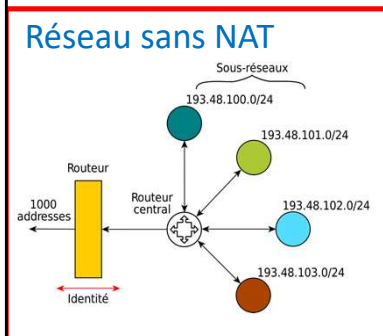 Réseau sans NAT
Sous-réseaux
193.48.100.0/24
193.48.101.0/24
Routeur
1000
addresses
Routeur
central
193.48.102.0/24
193.48.103.0/24
Identité